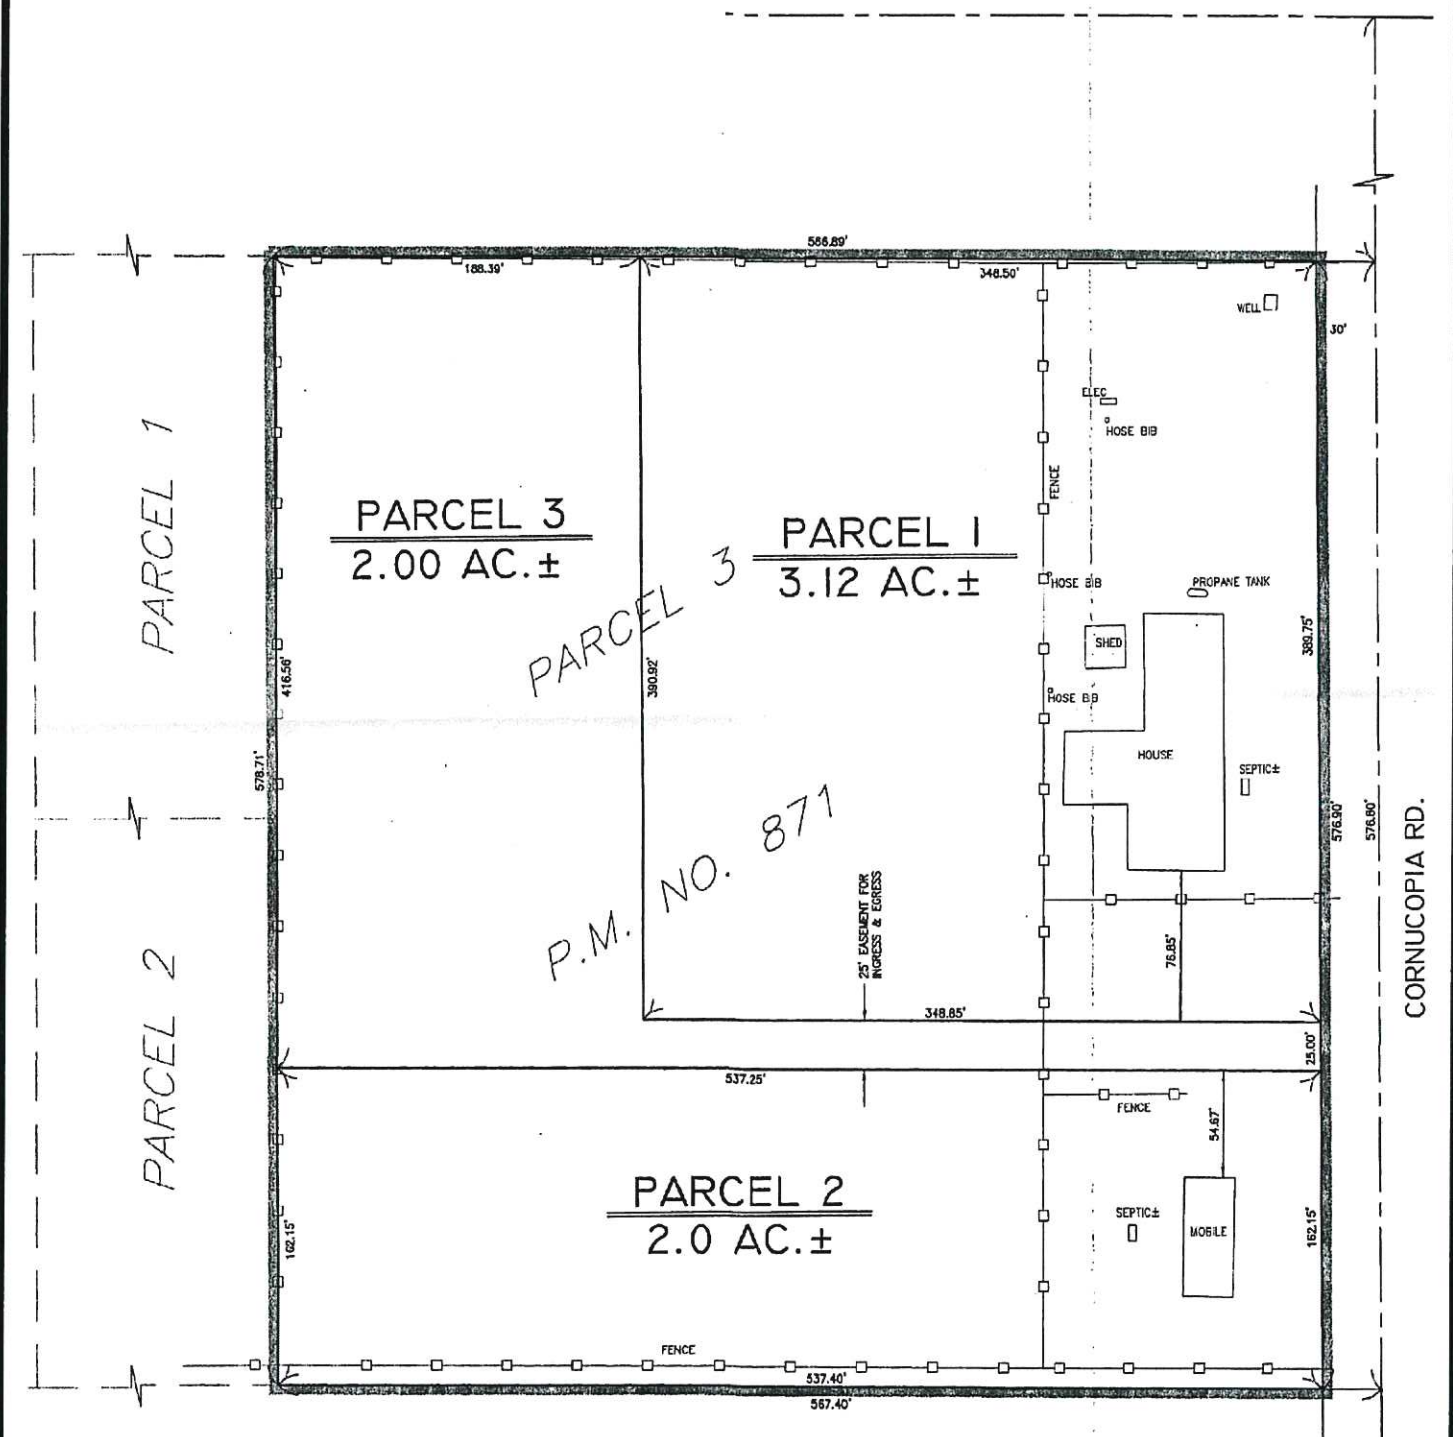 566.89'
188.39'
348.50'
WELL
30'
ELEC
HOSE BIB
FENCE
PARCEL 1
PARCEL 3
2.00 AC.±
PARCEL 1
3.12 AC.±
PARCEL 3
HOSE BIB
PROPANE TANK
SHED
389.75'
416.56'
390.92'
HOSE BIB
HOUSE
SEPTIC±
578.71'
P.M. NO. 871
576.90'
576.80'
CORNUCOPIA RD.
25' EASEMENT FOR
INGRESS & EGRESS
76.85'
PARCEL 2
348.85'
25.00'
537.25'
FENCE
54.67'
PARCEL 2
2.0 AC.±
SEPTIC±
MOBILE
162.15'
162.15'
FENCE
537.40'
567.40'